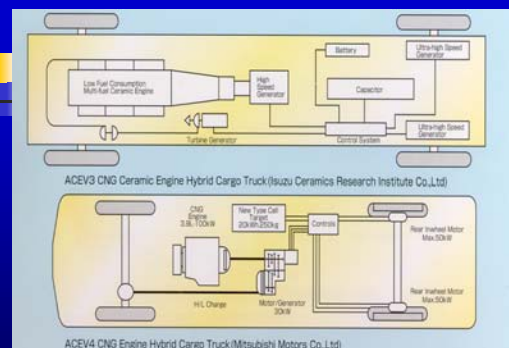 Battery
Ultra-high Speed
Generator
Low Fuel Consumption
Multi-fuel Ceramic Engine
High
Speed
Generator
Capacitor
Turbine Generator
Control System
Ultra-high Speed
Generator
ACEV3 CNG Ceramic Engine Hybrid Cargo Truck(Isuzu Ceramics Research Institute Co.,Ltd)
CNG
Engine
3.9L-100kW
New Type Cell
Target
20kWh,250kg
Controls
Rear Inwheel Motor
Max.50kW
H/L Change
Motor/Generator
30kW
Rear Inwheel Motor
Max.50kW
ACEV4 CNG Engine Hybrid Cargo Truck(Mitsubishi Motors Co.,Ltd)